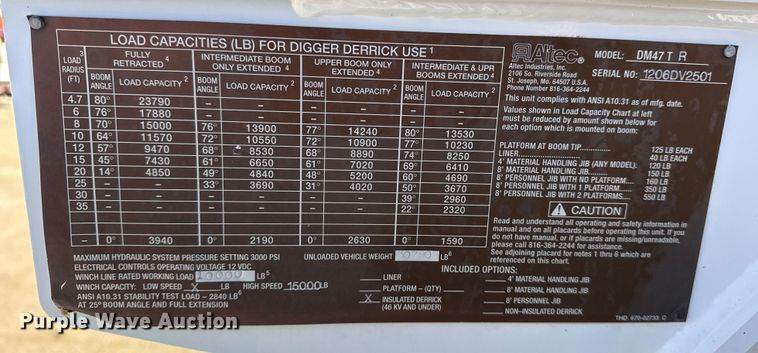 LOAD CAPACITIES (LB) FOR DIGGER DERRICK USE 1
LOAD 3 RADIUS (FT)
FULLY RETRACTED 4
INTERMEDIATE BOOM ONLY EXTENDED 4
UPPER BOOM ONLY EXTENDED 4
INTERMEDIATE & UPR BOOMS EXTENDED 4
BOOM ANGLE LOAD CAPACITY 2 BOOM ANGLE LOAD CAPACITY 2 BOOM ANGLE LOAD CAPACITY 2 BOOM ANGLE LOAD CAPACITY 2
4.7 80° 23790 – – – – – –
6 76° 17880 – – – – – –
8 70° 15000 76° 13900 77° 14240 80° 13530
10 64° 11570 72° 10550 72° 10900 77° 10230
12 57° 9470 68° 8530 68° 8890 74° 8250
15 45° 7430 61° 6650 61° 7020 69° 6410
20 14° 4850 49° 4840 48° 5200 60° 4690
25 – – 33° 3690 31° 4020 50° 3670
30 – – – – – – 39° 2960
35 – – – – – – 22° 2320
– 0° 3940 0° 2190 0° 2630 0° 1590
MAXIMUM HYDRAULIC SYSTEM PRESSURE SETTING 3000 PSI
ELECTRICAL CONTROLS OPERATING VOLTAGE 12 VDC
WINCH LINE RATED WORKING LOAD LB 5
WINCH CAPACITY: LOW SPEED X LB HIGH SPEED 15000 LB
ANSI A10.31 STABILITY TEST LOAD – 2840 LB 6
AT 25° BOOM ANGLE AND FULL EXTENSION
UNLOADED VEHICLE WEIGHT LB 6
INCLUDED OPTIONS:
LINER
PLATFORM – (QTY)
X INSULATED DERRICK (46 KV AND UNDER)
4' MATERIAL HANDLING JIB
8' MATERIAL HANDLING JIB
8' PERSONNEL JIB
NON–INSULATED DERRICK
Altec
Altec Industries, Inc.
2106 So. Riverside Road
St. Joseph, Mo. 64507 U.S.A.
Phone Number 816-364-2244
MODEL: DM47 T R
SERIAL NO: 1206DV2501
This unit complies with ANSI A10.31 as of mfg. date.
Values shown in Load Capacity Chart at left
must be reduced by amount shown below for
each option which is mounted on boom:
PLATFORM AT BOOM TIP 125 LB EACH
LINER 40 LB EACH
4' MATERIAL HANDLING JIB (ANY MODEL) 120 LB
8' MATERIAL HANDLING JIB 150 LB
8' PERSONNEL JIB WITH NO PLATFORM 160 LB
8' PERSONNEL JIB WITH 1 PLATFORM 350 LB
8' PERSONNEL JIB WITH 2 PLATFORMS 550 LB
CAUTION
Read and understand all operating and safety information in
manual and on all placards before operating this unit. If you
do not have manual, or if placards are missing/unreadable,
please call 816-364-2244 for assistance.
See adjoining placard for notes 1 thru 6 which are
referenced on this placard.
THD 670-02733 C
Purple Wave Auction